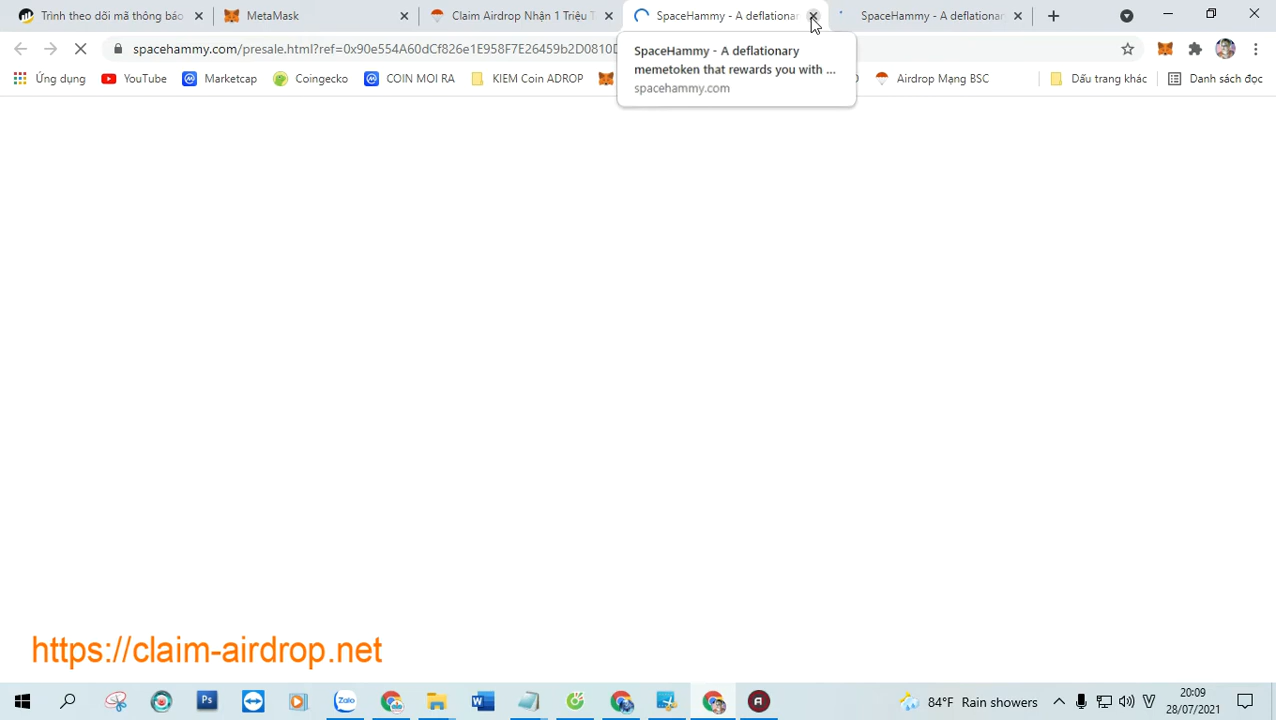 Trình theo dõi mã thông báo
MetaMask
Claim Airdrop Nhận 1 Triệu T
SpaceHammy - A deflationar
SpaceHammy - A deflationar
spacehammy.com/presale.html?ref=0x90e554A60dCf826e1E958F7E26459b2D0810D
SpaceHammy - A deflationary
memetoken that rewards you with ...
spacehammy.com
Ứng dụng
YouTube
Marketcap
Coingecko
COIN MOI RA
KIEM Coin ADROP
Airdrop Mạng BSC
Dấu trang khác
Danh sách đọc
https://claim-airdrop.net
Ps
Zalo
84°F Rain showers
20:09
28/07/2021